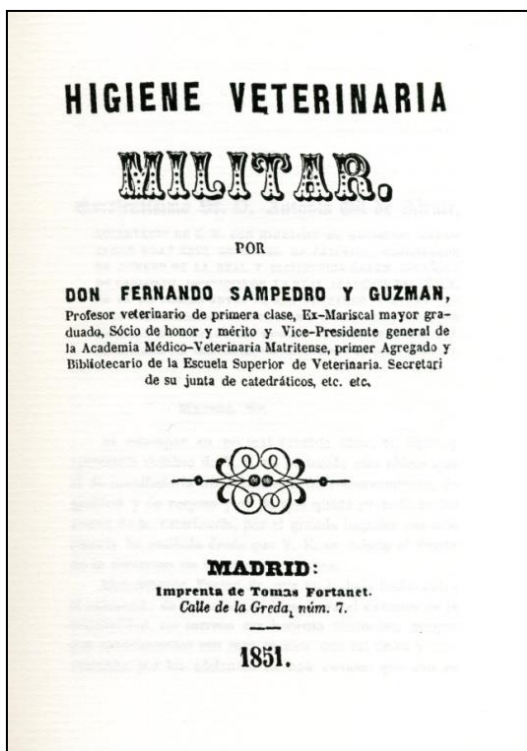 HIGIENE VETERINARIA
MILITAR.
POR
DON FERNANDO SAMPEDRO Y GUZMAN,
Profesor veterinario de primera clase, Ex-Mariscal mayor gra-
duado, Sócio de honor y mérito y Vice-Presidente general de
la Academia Médico-Veterinaria Matritense, primer Agregado y
Bibliotecario de la Escuela Superior de Veterinaria. Secretari
de su junta de catedráticos, etc. etc.
MADRID:
Imprenta de Tomas Fortanet.
Calle de la Greda, núm. 7.
1851.